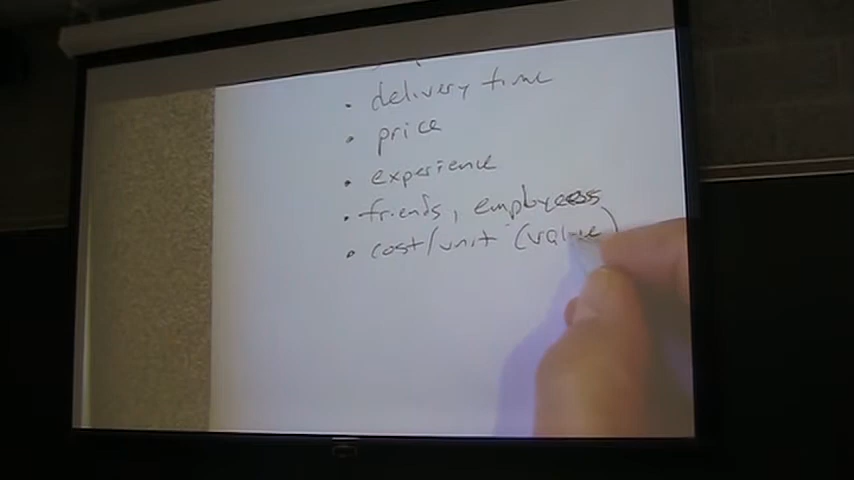 • delivery time
• price
• experience
• friends, employees
• cost/unit (value)